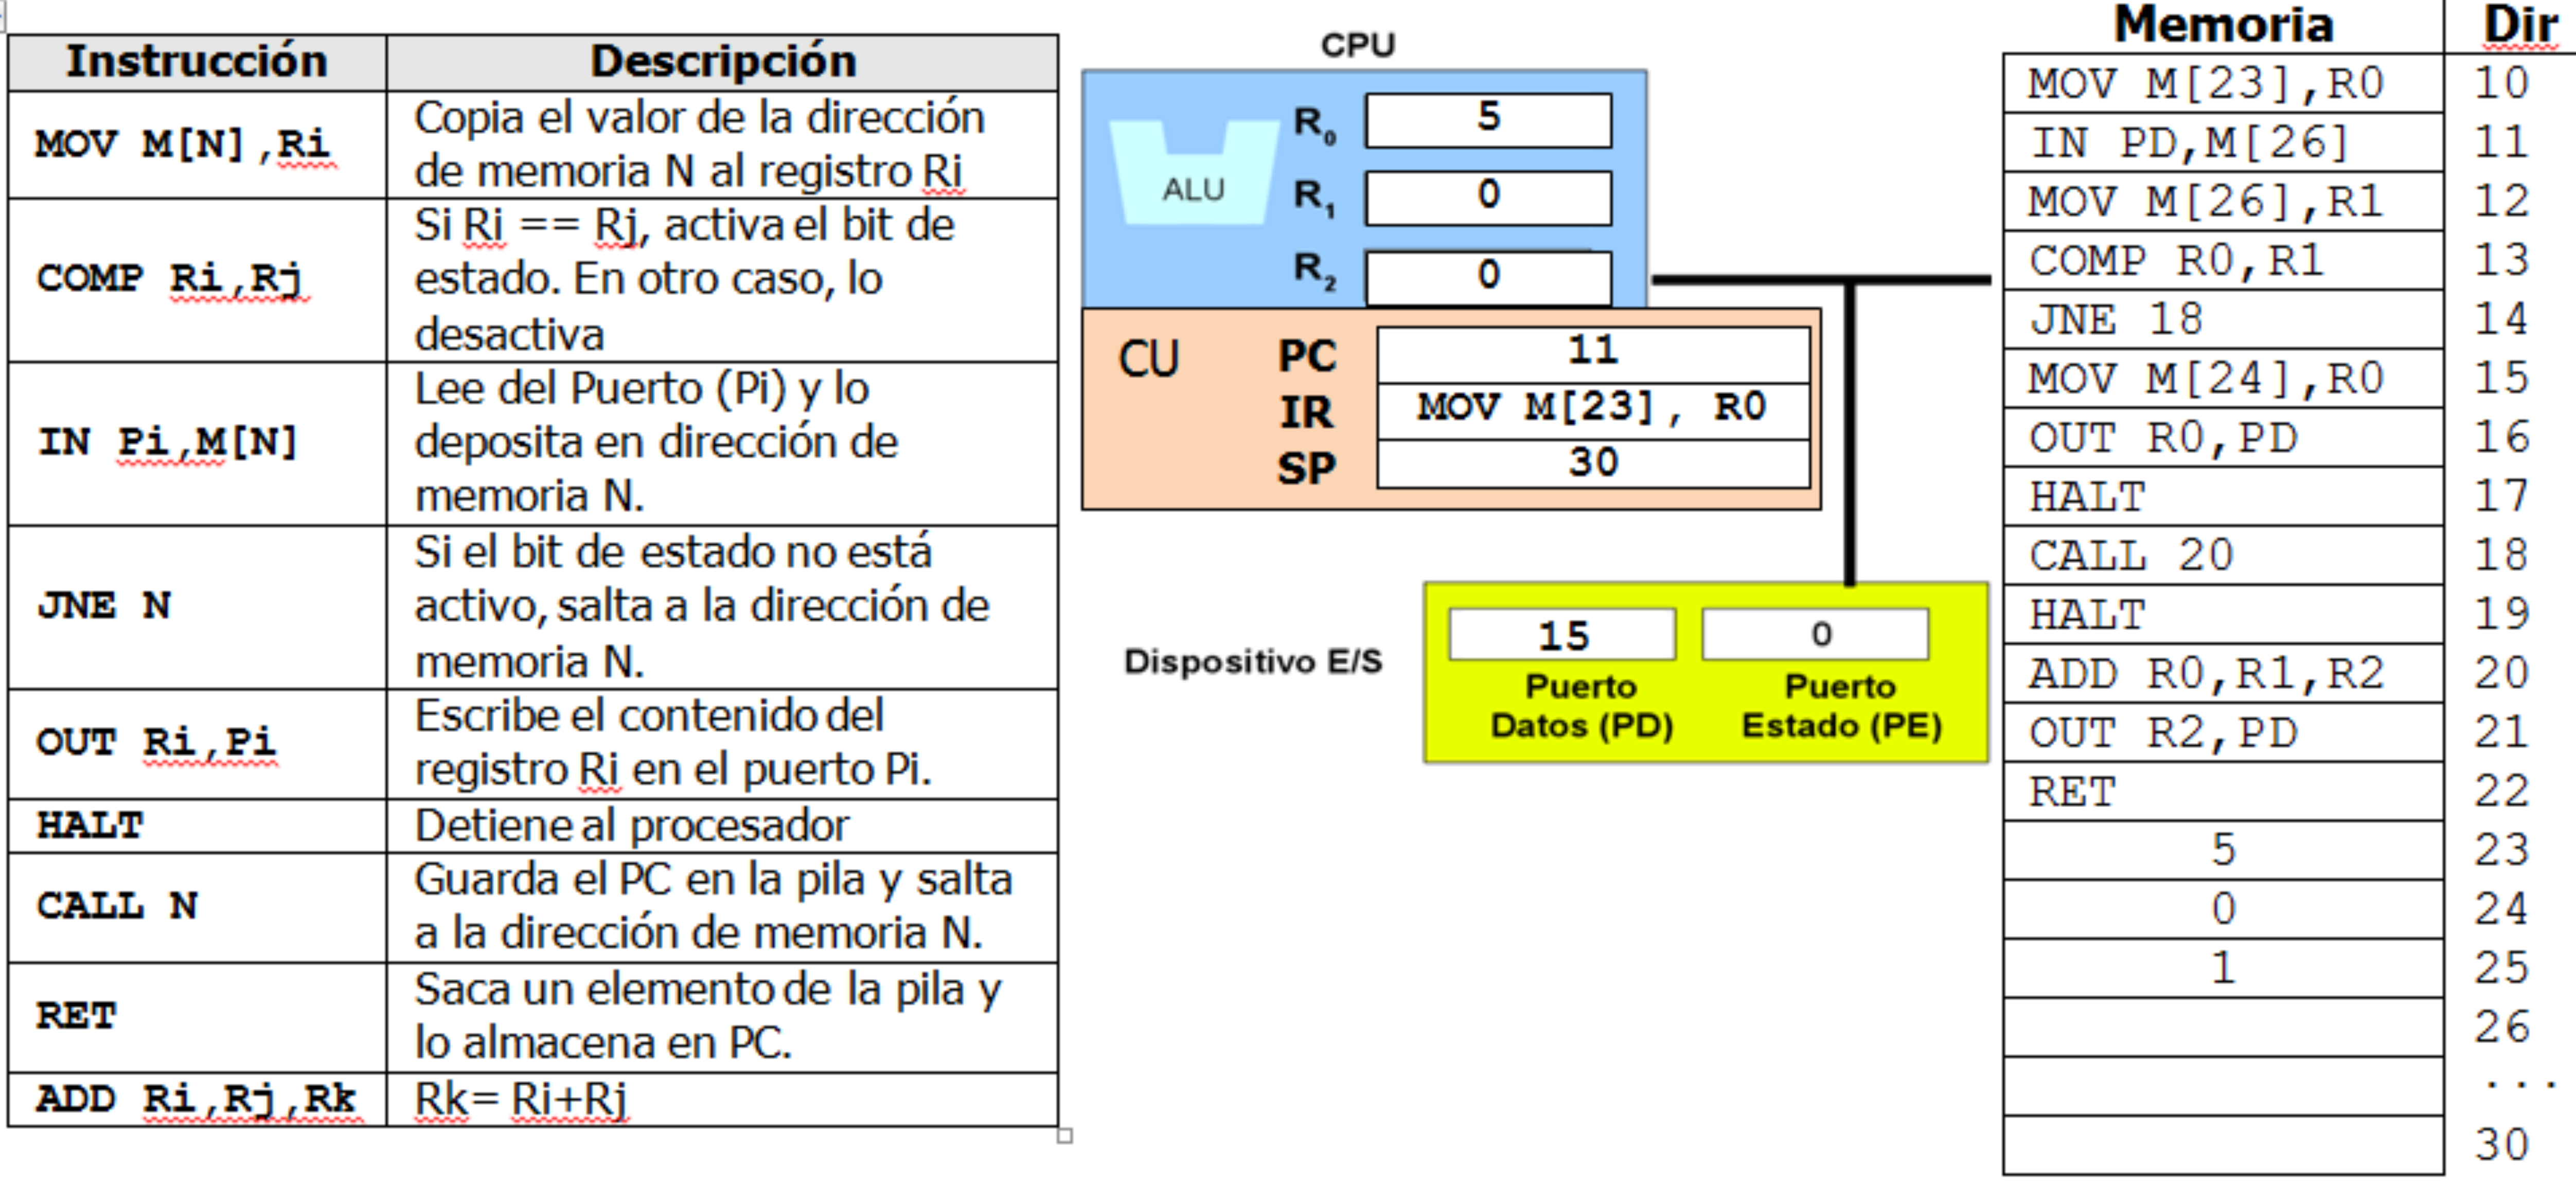 Instrucción Descripción
MOV M[N],Ri
Copia el valor de la dirección
de memoria N al registro Ri
COMP Ri,Rj
Si Ri == Rj, activa el bit de
estado. En otro caso, lo
desactiva
IN Pi,M[N]
Lee del Puerto (Pi) y lo
deposita en dirección de
memoria N.
JNE N
Si el bit de estado no está
activo, salta a la dirección de
memoria N.
OUT Ri,Pi
Escribe el contenido del
registro Ri en el puerto Pi.
HALT Detiene al procesador
CALL N
Guarda el PC en la pila y salta
a la dirección de memoria N.
RET
Saca un elemento de la pila y
lo almacena en PC.
ADD Ri,Rj,Rk Rk= Ri+Rj
CPU
ALU
R0 5
R1 0
R2 0
CU
PC 11
IR MOV M[23], R0
SP 30
Dispositivo E/S
15 0
Puerto
Datos (PD)
Puerto
Estado (PE)
Memoria Dir
MOV M[23],R0 10
IN PD,M[26] 11
MOV M[26],R1 12
COMP R0,R1 13
JNE 18 14
MOV M[24],R0 15
OUT R0,PD 16
HALT 17
CALL 20 18
HALT 19
ADD R0,R1,R2 20
OUT R2,PD 21
RET 22
5 23
0 24
1 25
26
...
30